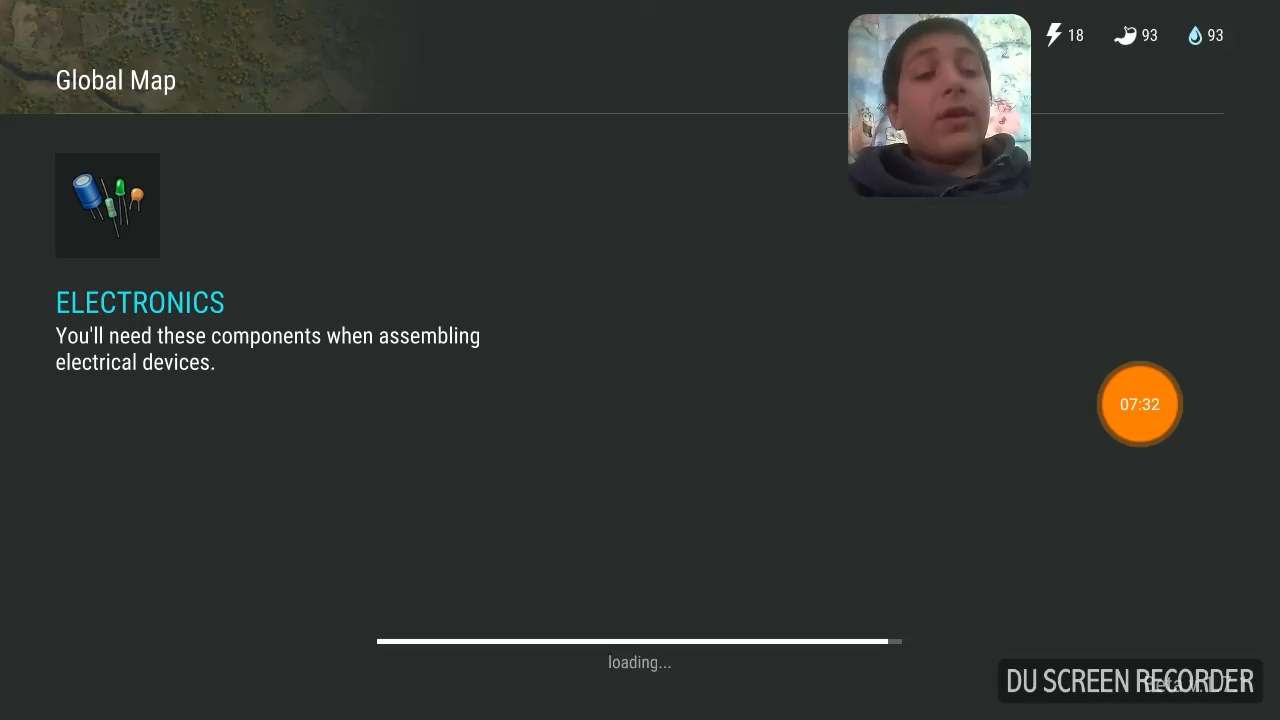 18 93 93
Global Map
ELECTRONICS
You'll need these components when assembling
electrical devices.
07:32
loading...
DU SCREEN RECORDER